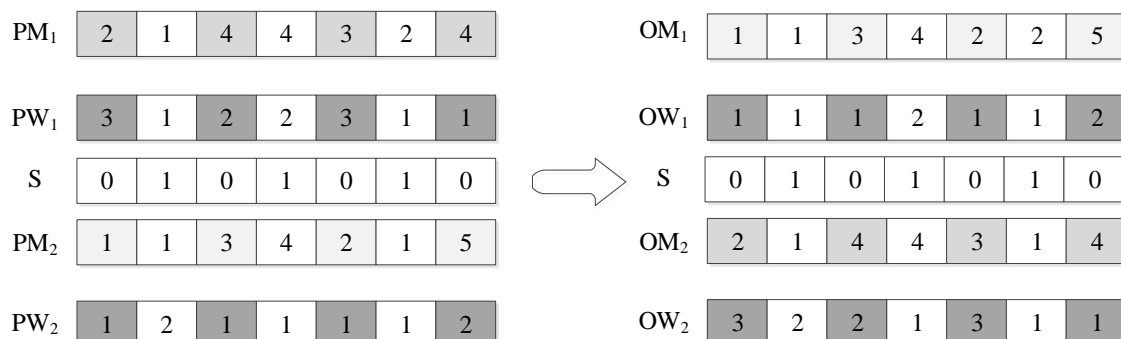 PM₁ 2 1 4 4 3 2 4
PW₁ 3 1 2 2 3 1 1
S 0 1 0 1 0 1 0
PM₂ 1 1 3 4 2 1 5
PW₂ 1 2 1 1 1 1 2
OM₁ 1 1 3 4 2 2 5
OW₁ 1 1 1 2 1 1 2
S 0 1 0 1 0 1 0
OM₂ 2 1 4 4 3 1 4
OW₂ 3 2 2 1 3 1 1